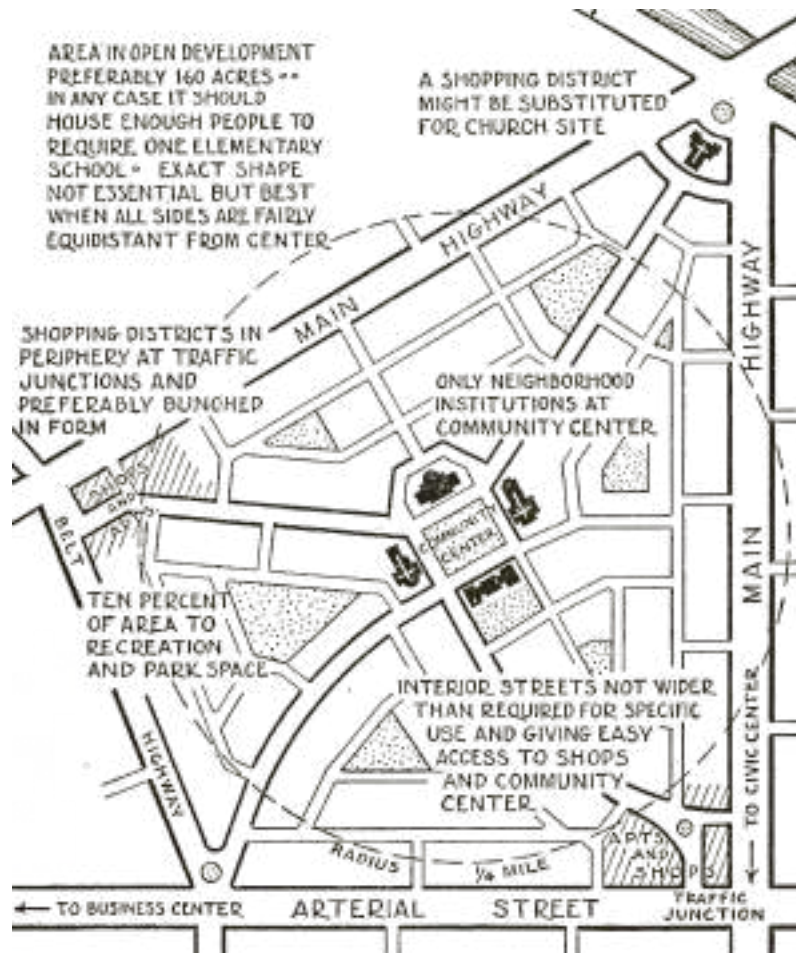 AREA IN OPEN DEVELOPMENT
PREFERABLY 160 ACRES --
IN ANY CASE IT SHOULD
HOUSE ENOUGH PEOPLE TO
REQUIRE ONE ELEMENTARY
SCHOOL - EXACT SHAPE
NOT ESSENTIAL BUT BEST
WHEN ALL SIDES ARE FAIRLY
EQUIDISTANT FROM CENTER
A SHOPPING DISTRICT
MIGHT BE SUBSTITUTED
FOR CHURCH SITE
MAIN HIGHWAY
HIGHWAY
MAIN
SHOPPING DISTRICTS IN
PERIPHERY AT TRAFFIC
JUNCTIONS AND
PREFERABLY BUNCHED
IN FORM
ONLY NEIGHBORHOOD
INSTITUTIONS AT
COMMUNITY CENTER
SHOPS
AND
APTS
BELT
HIGHWAY
COMMUNITY
CENTER
TEN PERCENT
OF AREA TO
RECREATION
AND PARK SPACE
INTERIOR STREETS NOT WIDER
THAN REQUIRED FOR SPECIFIC
USE AND GIVING EASY
ACCESS TO SHOPS
AND COMMUNITY
CENTER
TO CIVIC CENTER
RADIUS 1/4 MILE
APTS
AND
SHOPS
TRAFFIC
JUNCTION
← TO BUSINESS CENTER
ARTERIAL STREET